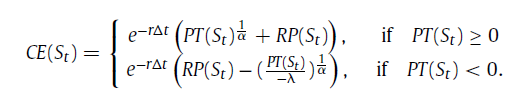 CE(S_t) = { e^{−rΔt} ( PT(S_t)^{1/α} + RP(S_t) ), if PT(S_t) ≥ 0
e^{−rΔt} ( RP(S_t) − ( PT(S_t)/−λ )^{1/α} ), if PT(S_t) < 0.